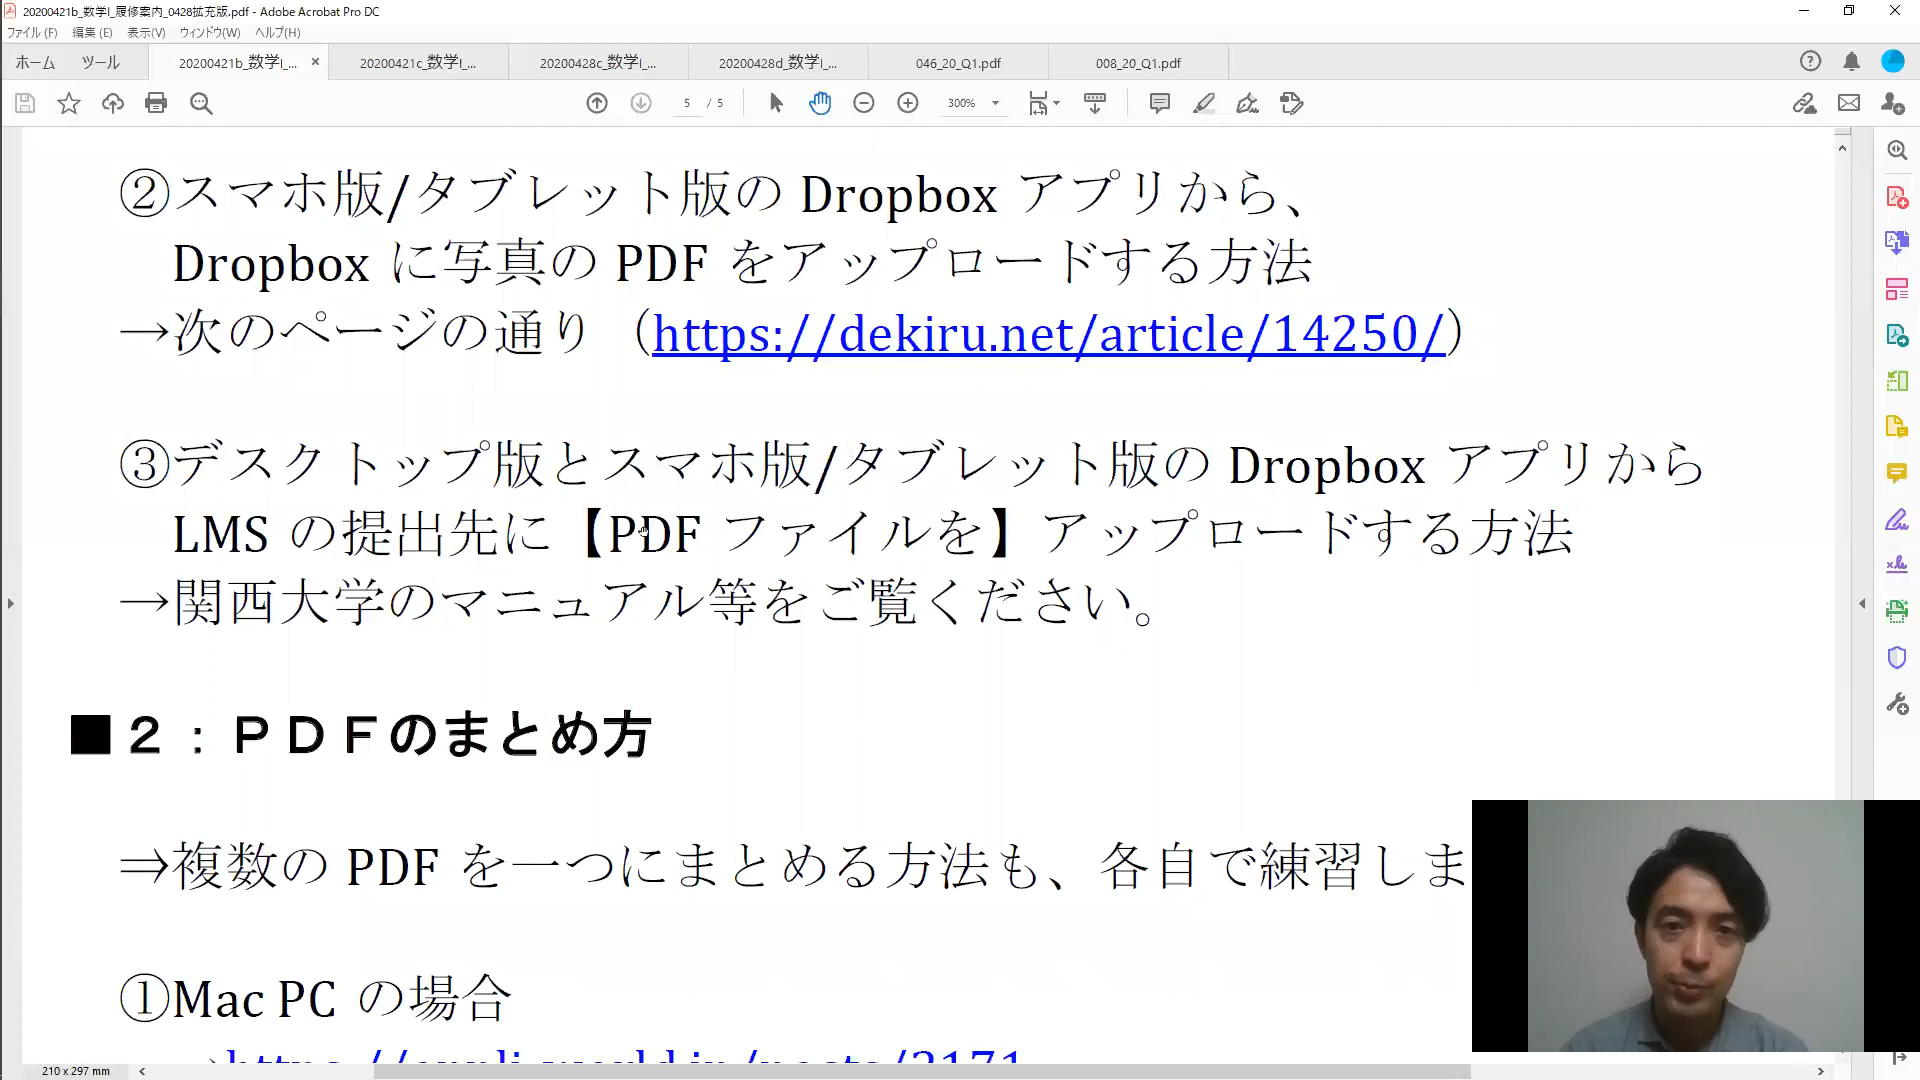 20200421b_数学I_履修案内_0428拡充版.pdf - Adobe Acrobat Pro DC
ファイル(F) 編集(E) 表示(V) ウィンドウ(W) ヘルプ(H)
ホーム ツール 20200421b_数学I_... × 20200421c_数学I_... 20200428c_数学I_... 20200428d_数学I_... 046_20_Q1.pdf 008_20_Q1.pdf
5 / 5 300%
②スマホ版/タブレット版の Dropbox アプリから、
Dropbox に写真の PDF をアップロードする方法
→次のページの通り (https://dekiru.net/article/14250/)
③デスクトップ版とスマホ版/タブレット版の Dropbox アプリから
LMS の提出先に【PDF ファイルを】アップロードする方法
→関西大学のマニュアル等をご覧ください。
■２：ＰＤＦのまとめ方
⇒複数の PDF を一つにまとめる方法も、各自で練習しま
①Mac PC の場合
210 x 297 mm